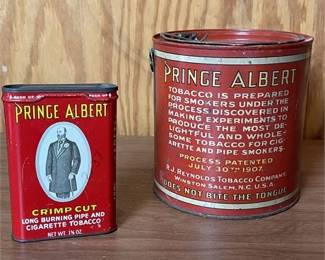 PRINCE ALBERT
CRIMP CUT
LONG BURNING PIPE AND
CIGARETTE TOBACCO
PRINCE ALBERT
TOBACCO IS PREPARED
FOR SMOKERS UNDER THE
PROCESS DISCOVERED IN
MAKING EXPERIMENTS TO
PRODUCE THE MOST DE-
LIGHTFUL AND WHOLE-
SOME TOBACCO FOR CIG-
ARETTE AND PIPE SMOKERS.
PROCESS PATENTED
JULY 30TH 1907.
R.J. REYNOLDS TOBACCO COMPANY
WINSTON SALEM, N.C. U.S.A.
DOES NOT BITE THE TONGUE